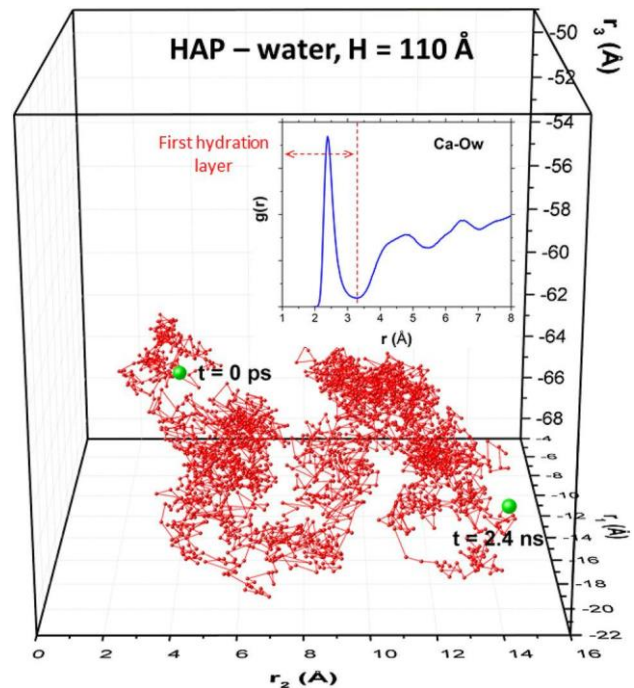 HAP – water, H = 110 Å
r3 (Å)
-50
-52
-54
-58
-60
-62
-64
-66
-68
First hydration
layer
Ca-Ow
g(r)
1 2 3 4 5 6 7 8
r (Å)
t = 0 ps
t = 2.4 ns
-4
-6
-8
-10
-12
-14
-16
-18
-20
-22
r1 (Å)
0 2 4 6 8 10 12 14 16
r2 (Å)